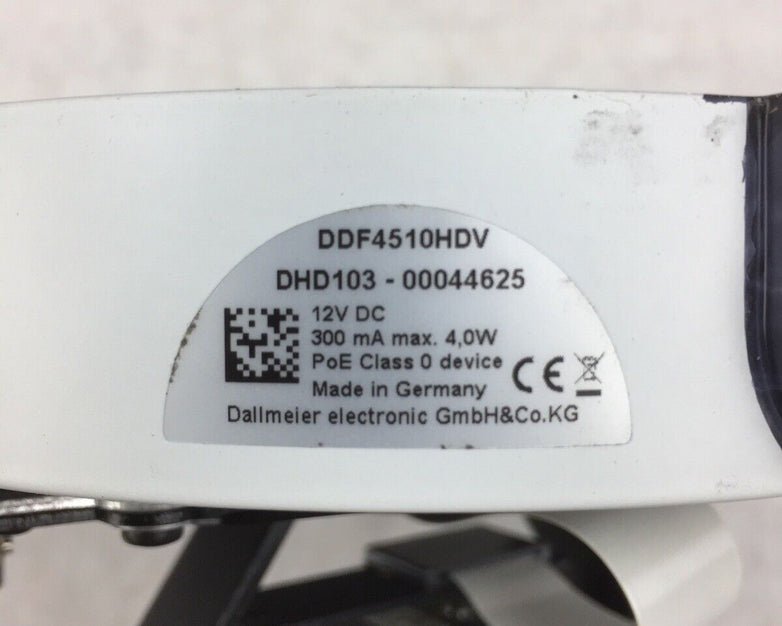 DDF4510HDV
DHD103 - 00044625
12V DC
300 mA max. 4,0W
PoE Class 0 device
Made in Germany
CE
Dallmeier electronic GmbH&Co.KG